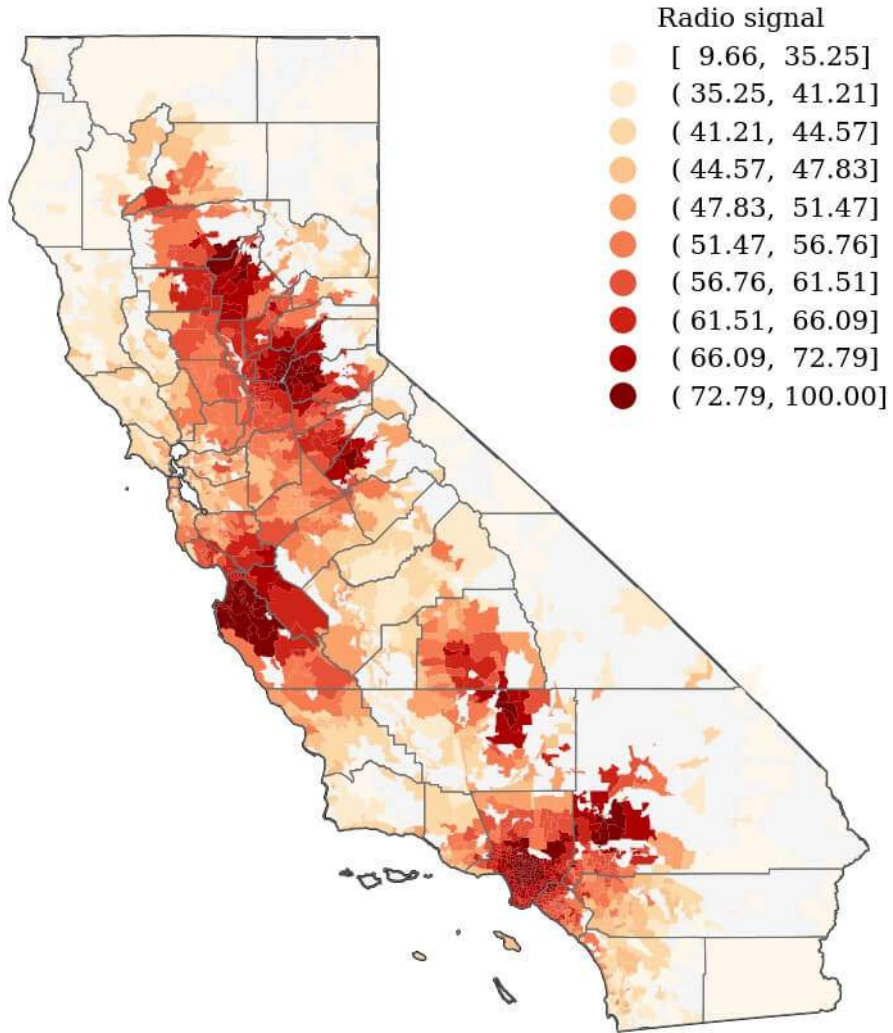 Radio signal
[ 9.66, 35.25]
( 35.25, 41.21]
( 41.21, 44.57]
( 44.57, 47.83]
( 47.83, 51.47]
( 51.47, 56.76]
( 56.76, 61.51]
( 61.51, 66.09]
( 66.09, 72.79]
( 72.79, 100.00]